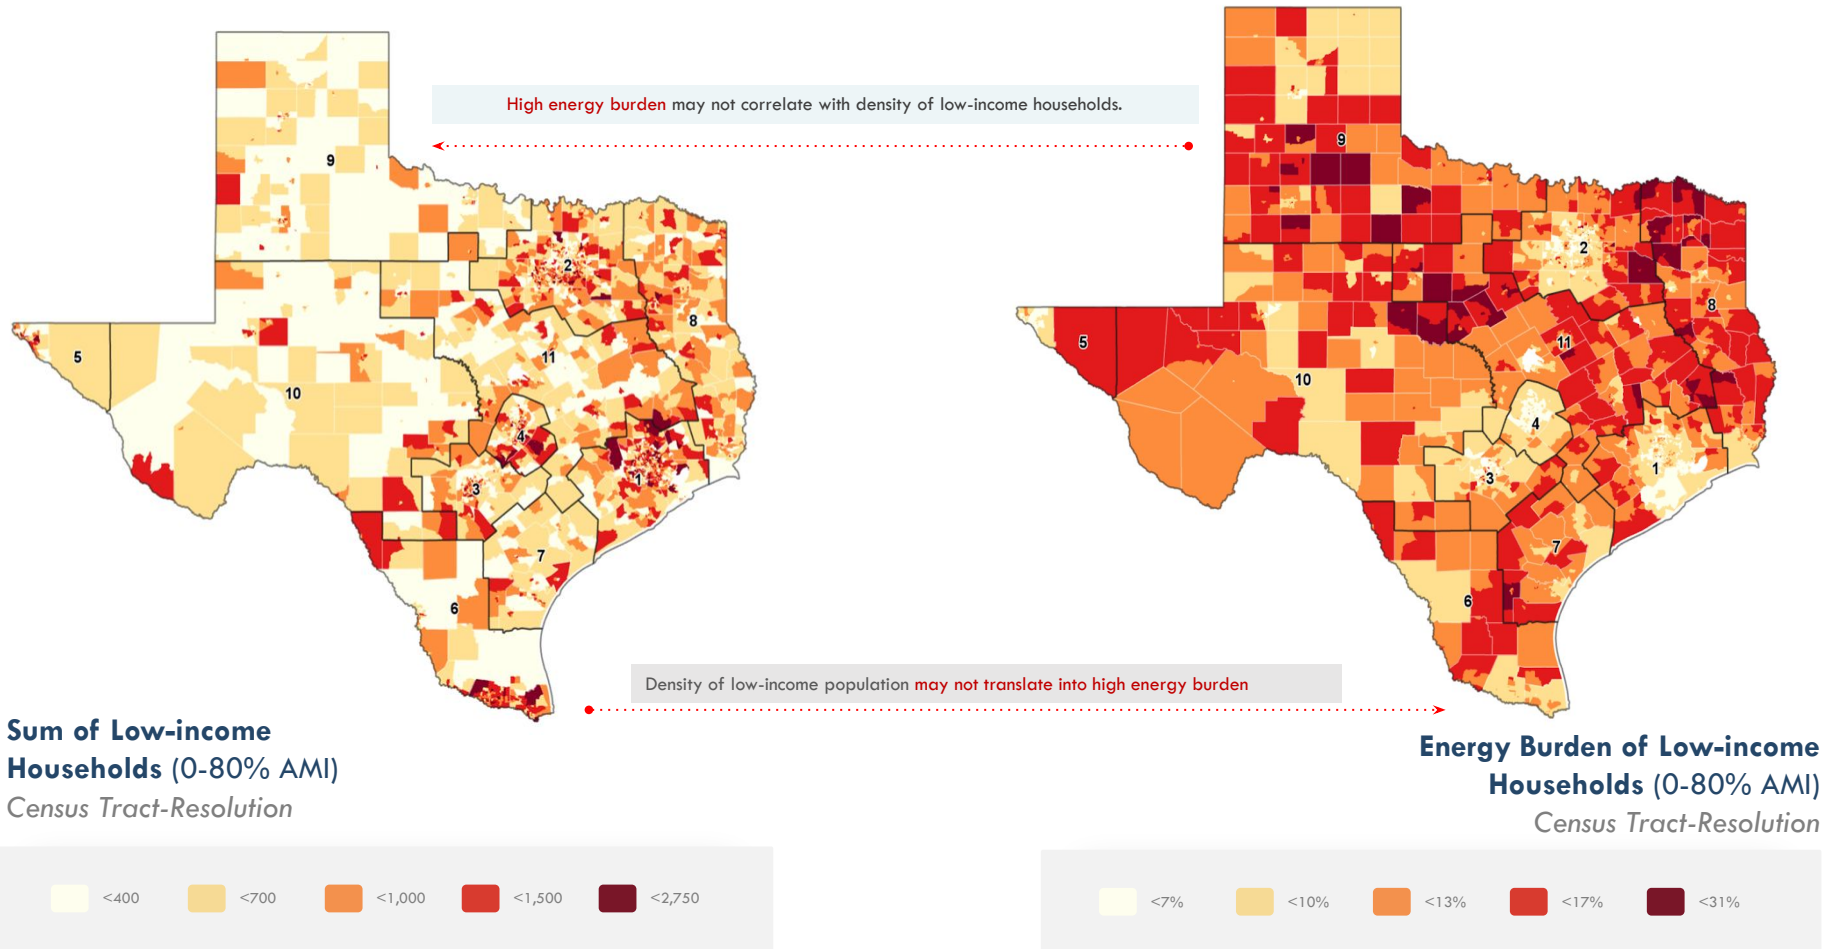 High energy burden may not correlate with density of low-income households.
9
2
8
5
11
10
4
3
1
7
6
9
2
8
5
11
10
4
3
1
7
6
Density of low-income population may not translate into high energy burden
Sum of Low-income
Households (0-80% AMI)
Census Tract-Resolution
Energy Burden of Low-income
Households (0-80% AMI)
Census Tract-Resolution
<400 <700 <1,000 <1,500 <2,750
<7% <10% <13% <17% <31%